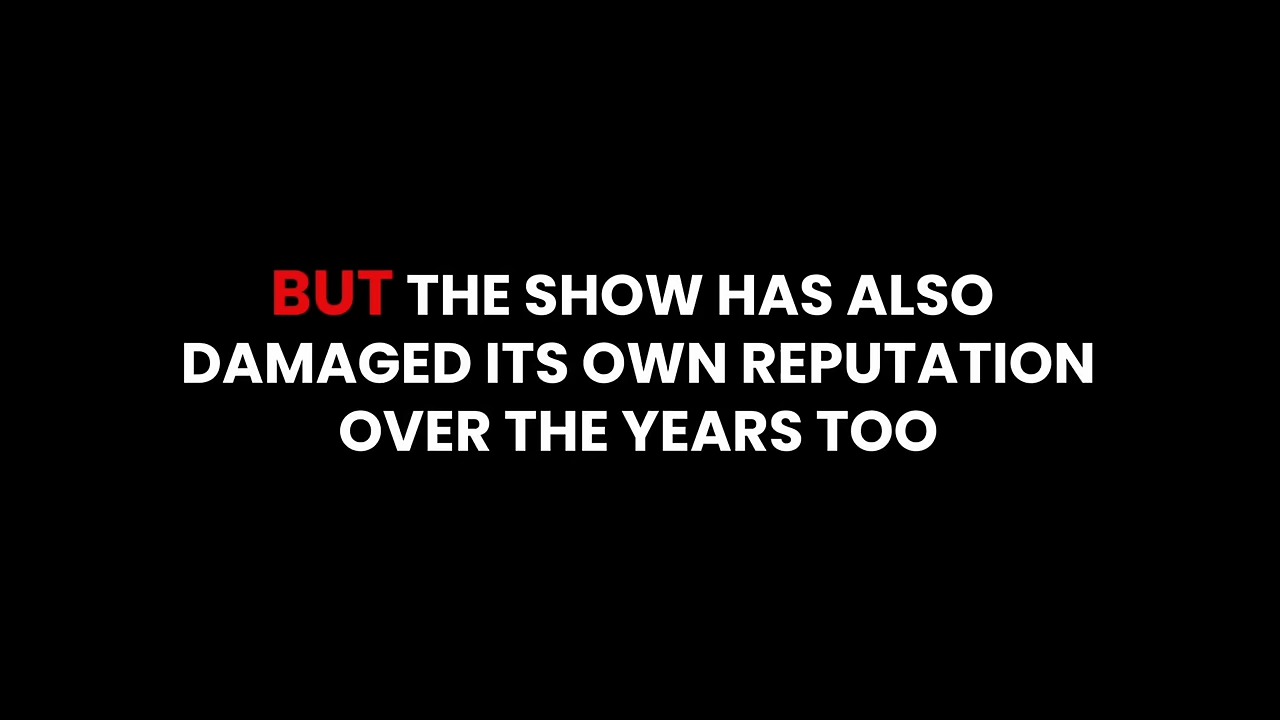 BUT THE SHOW HAS ALSO
DAMAGED ITS OWN REPUTATION
OVER THE YEARS TOO